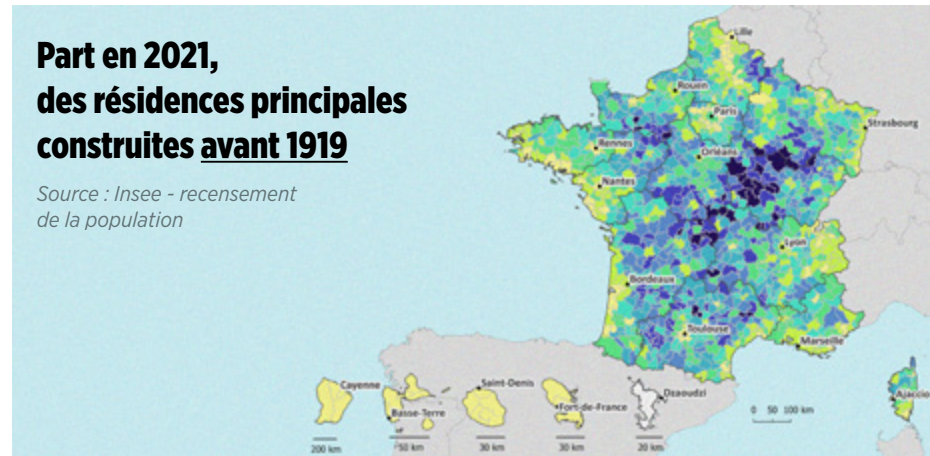 Part en 2021,
des résidences principales
construites avant 1919
Source : Insee - recensement
de la population
Lille
Rouen
Paris
Strasbourg
Rennes
Orléans
Nantes
Lyon
Bordeaux
Toulouse
Marseille
Ajaccio
Cayenne
Basse-Terre
Saint-Denis
Fort-de-France
Dzaoudzi
0 50 100 km
200 km
50 km
30 km
30 km
20 km